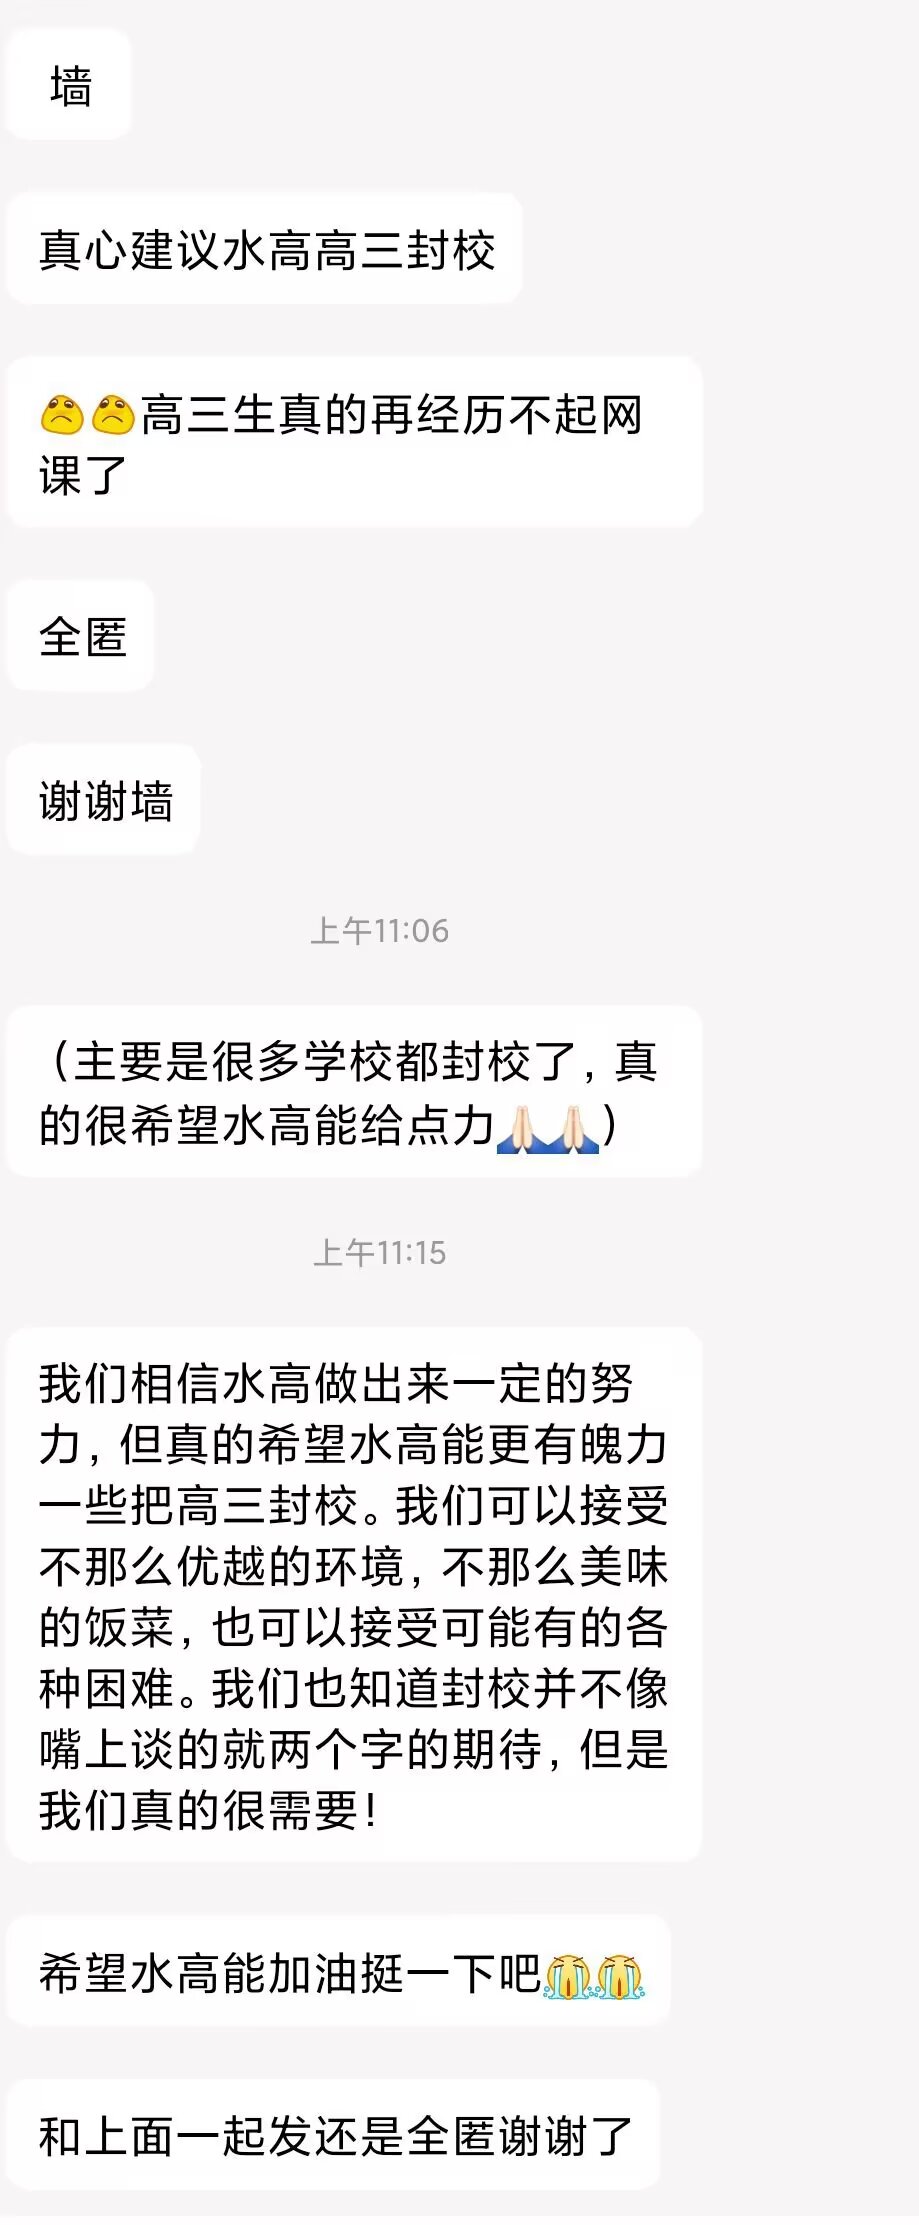 墙
真心建议水高高三封校
高三生真的再经历不起网
课了
全匿
谢谢墙
上午11:06
（主要是很多学校都封校了，真
的很希望水高能给点力🙏🏻🙏🏻）
上午11:15
我们相信水高做出来一定的努
力，但真的希望水高能更有魄力
一些把高三封校。我们可以接受
不那么优越的环境，不那么美味
的饭菜，也可以接受可能有的各
种困难。我们也知道封校并不像
嘴上谈的就两个字的期待，但是
我们真的很需要！
希望水高能加油挺一下吧😭😭
和上面一起发还是全匿谢谢了